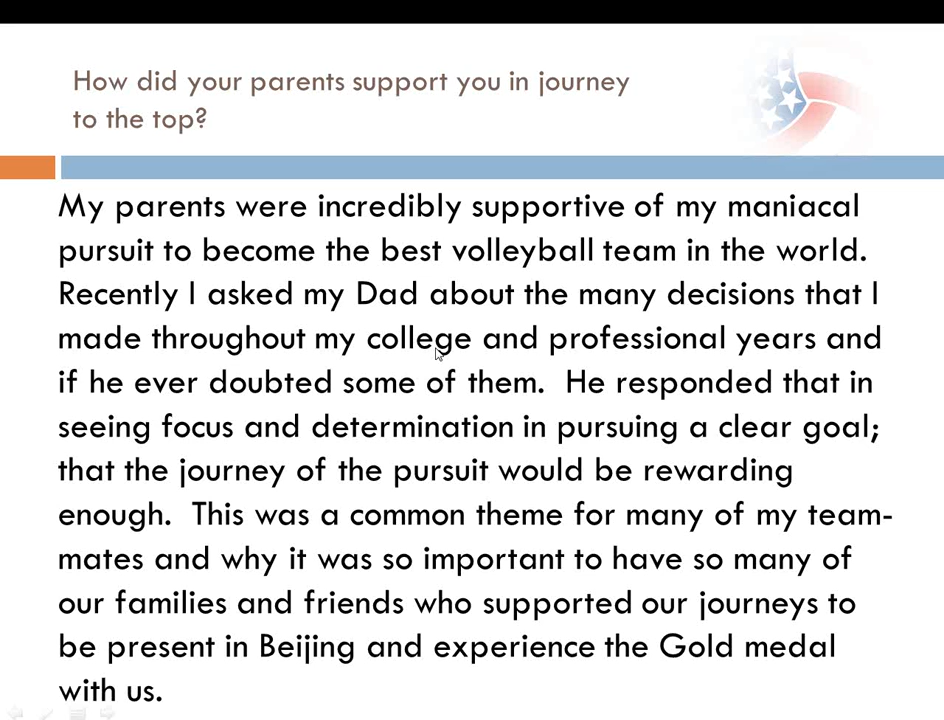 How did your parents support you in journey
to the top?
My parents were incredibly supportive of my maniacal
pursuit to become the best volleyball team in the world.
Recently I asked my Dad about the many decisions that I
made throughout my college and professional years and
if he ever doubted some of them.  He responded that in
seeing focus and determination in pursuing a clear goal;
that the journey of the pursuit would be rewarding
enough.  This was a common theme for many of my team-
mates and why it was so important to have so many of
our families and friends who supported our journeys to
be present in Beijing and experience the Gold medal
with us.